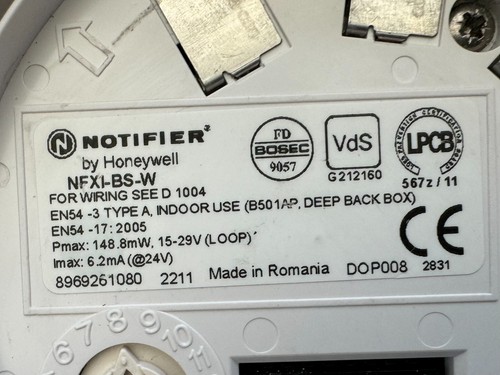 NOTIFIER
by Honeywell
NFXI-BS-W
FOR WIRING SEE D 1004
EN54 -3 TYPE A, INDOOR USE (B501AP, DEEP BACK BOX)
EN54 -17: 2005
Pmax: 148.8mW, 15-29V (LOOP)
Imax: 6.2mA (@24V)
8969261080 2211 Made in Romania DOP008
FD
BOSEC
9057
VdS
G212160
LPCB
567z / 11
CE
2831
6 7 8 9 10 11